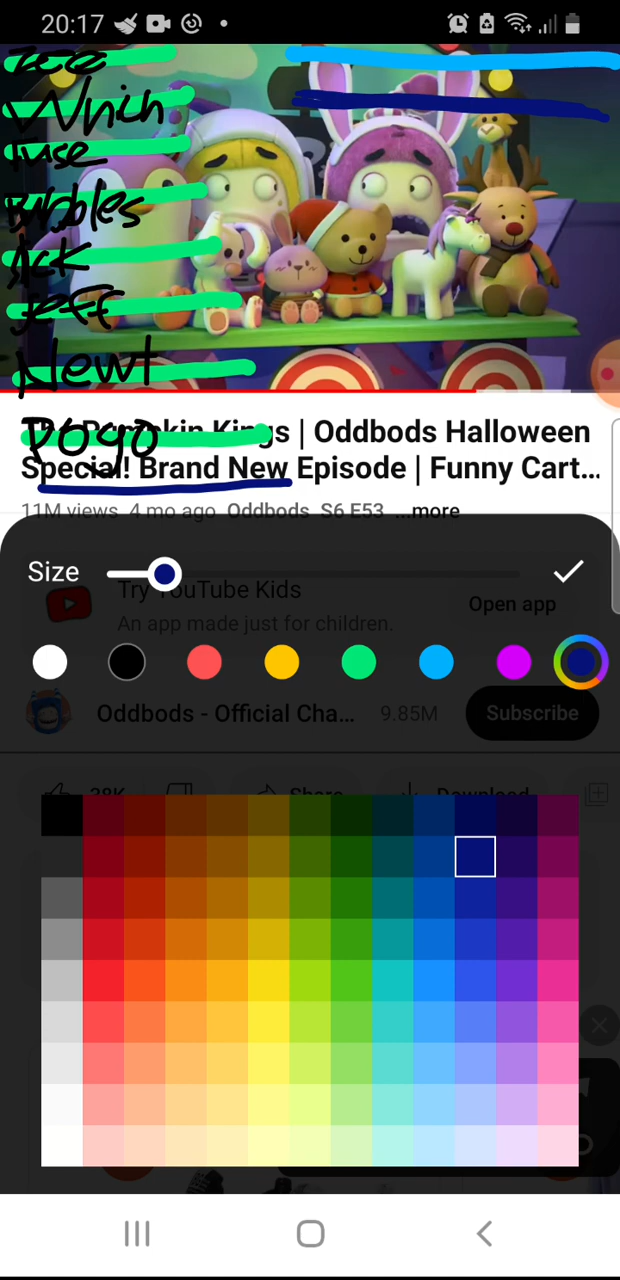 20:17
Zee
Which
Fuse
Bubbles
Ack
Jeff
Newt
Pogo
Kings | Oddbods Halloween
Special! Brand New Episode | Funny Cart...
11M views 4 mo ago Oddbods S6 E53 ...more
Size
Try YouTube Kids
An app made just for children.
Open app
Oddbods - Official Cha...
9.85M
Subscribe
38K
Share
Download